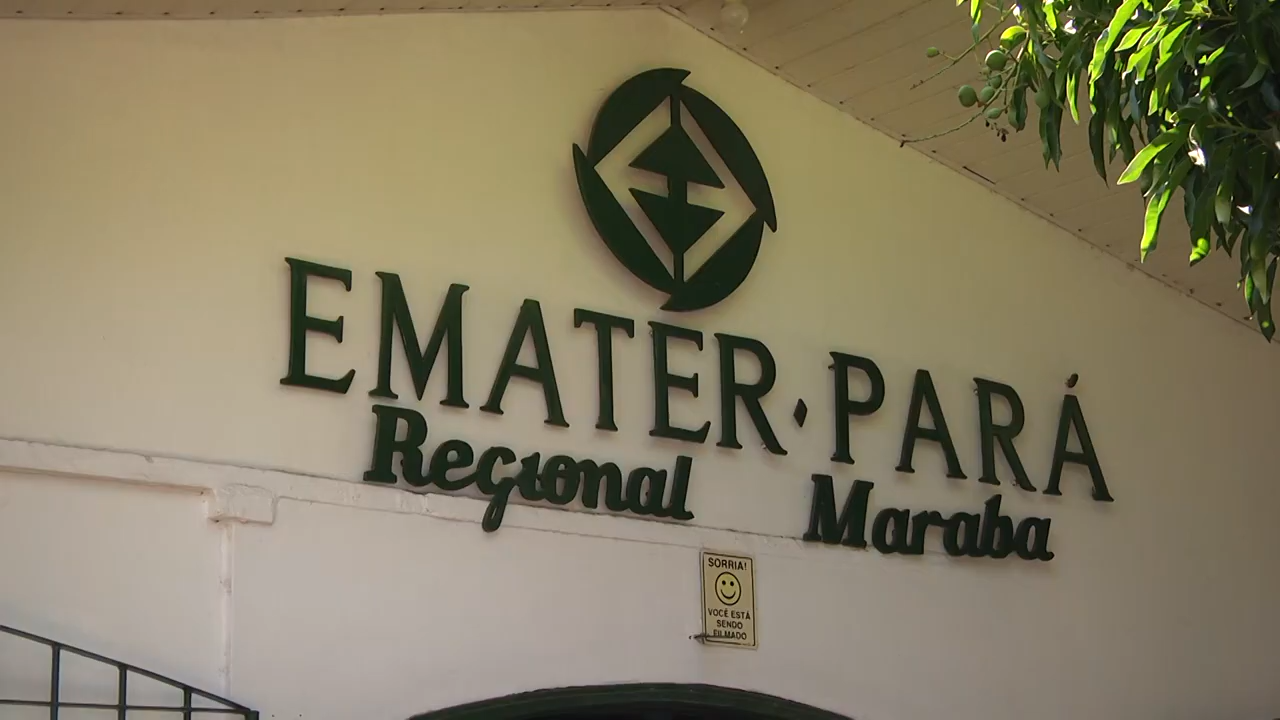 EMATER·PARÁ
Regional Maraba
SORRIA!
VOCÊ ESTÁ
SENDO
FILMADO